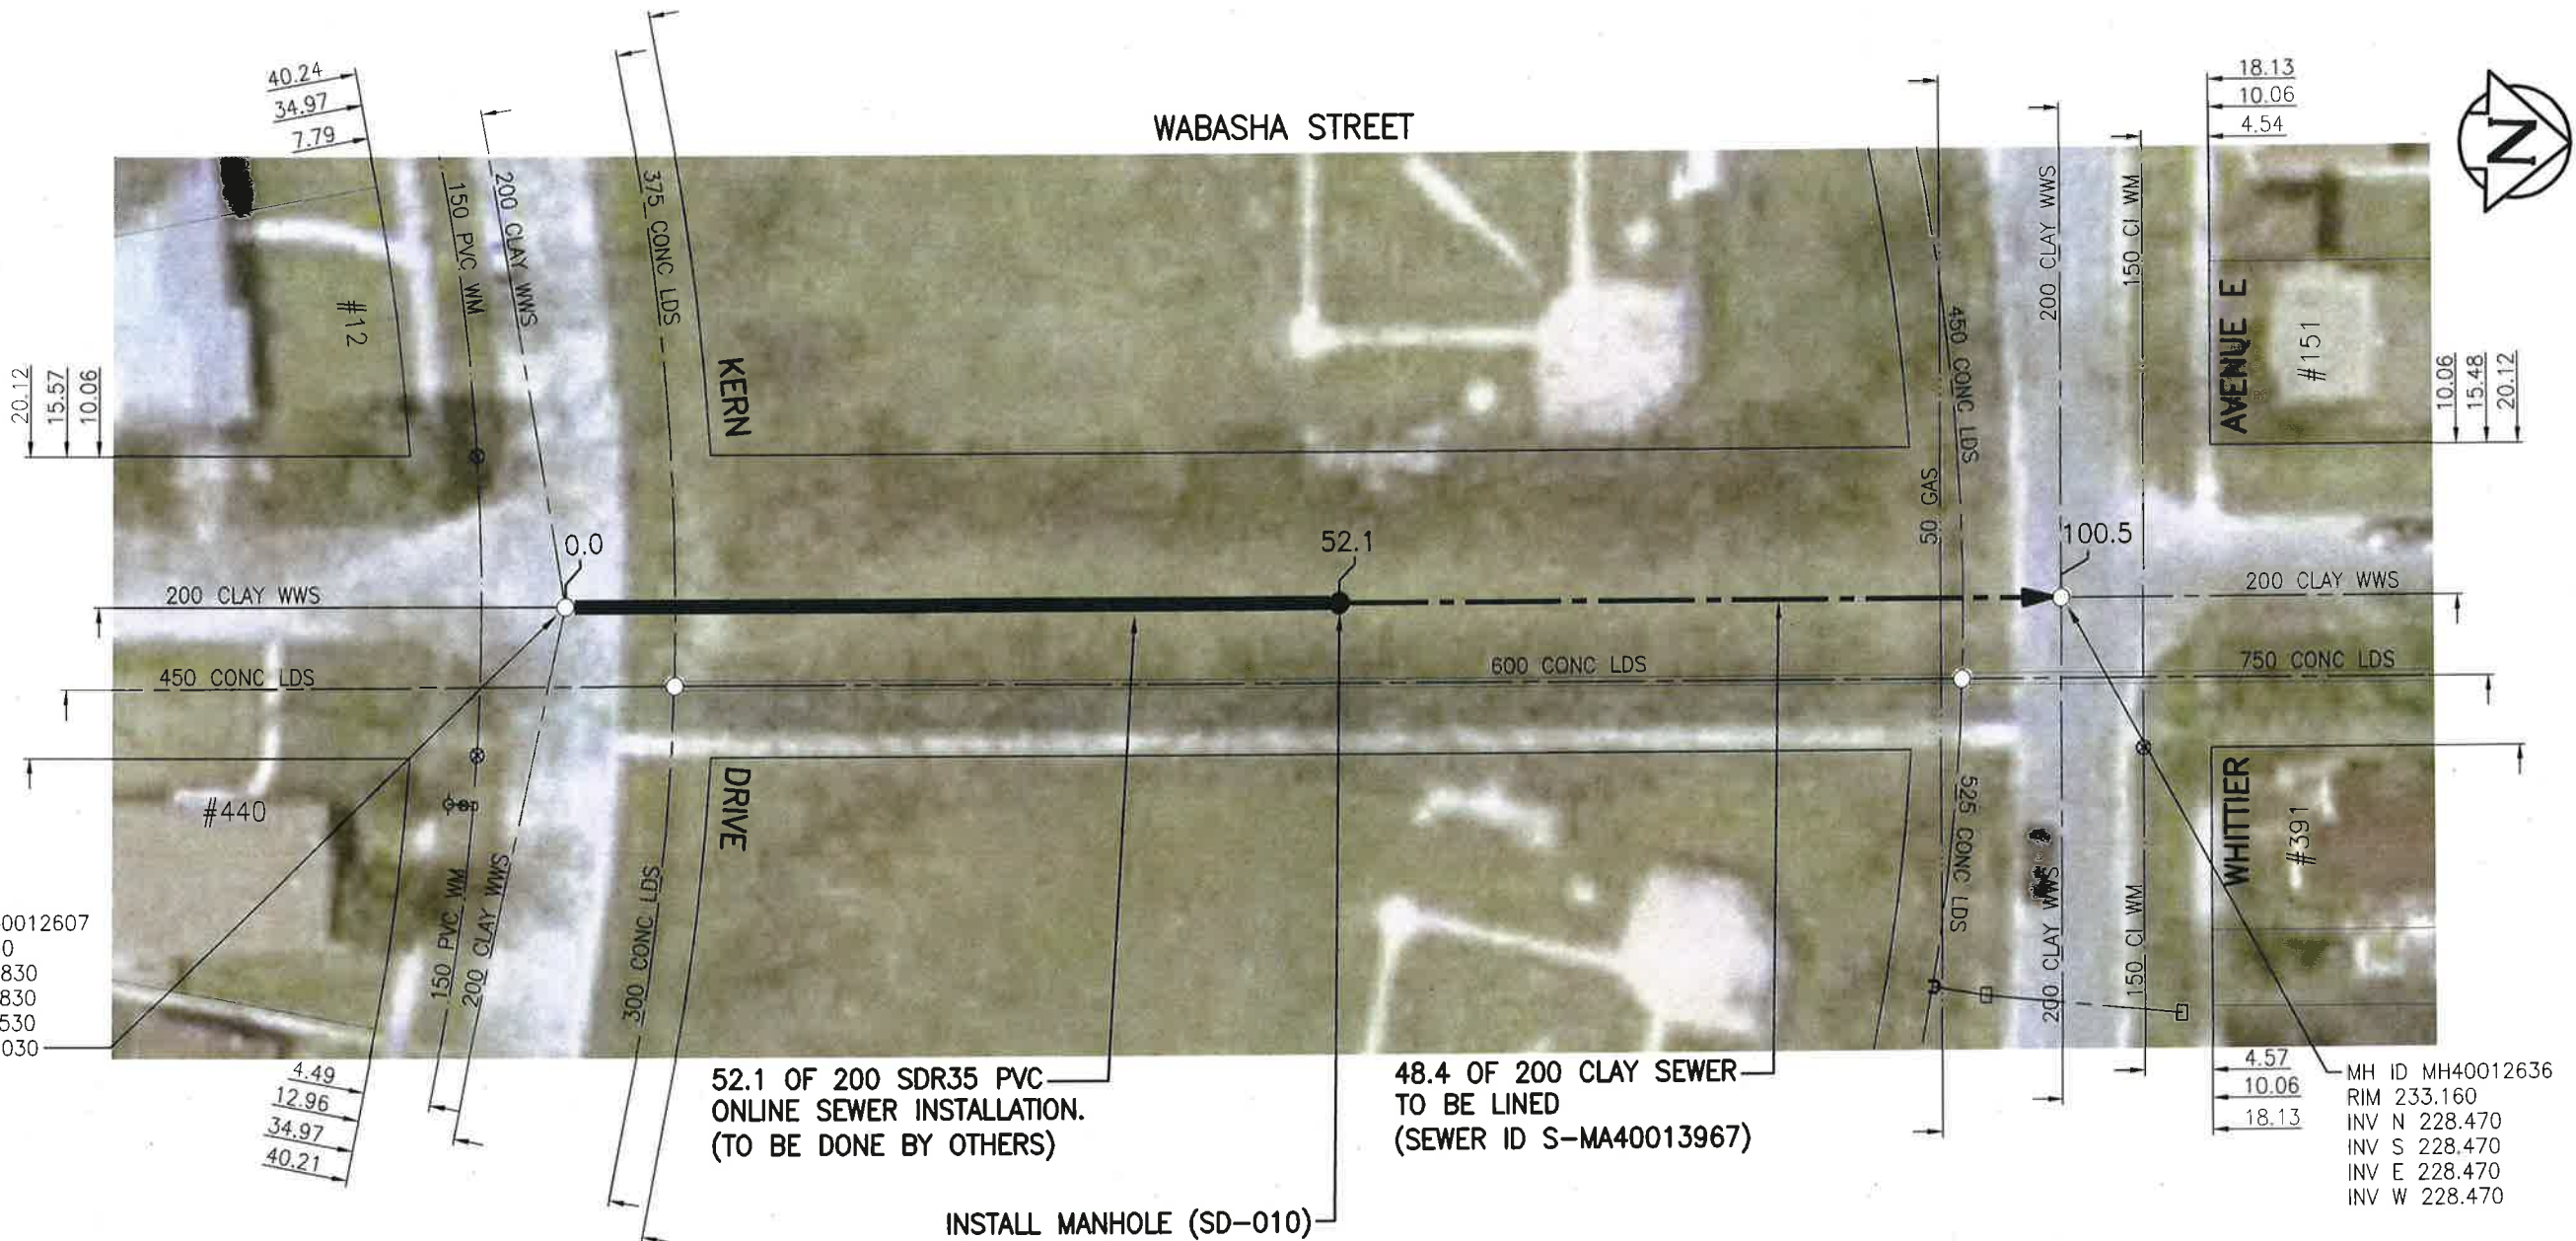 40.24
34.97
7.79
WABASHA STREET
18.13
10.06
4.54
N
150 PVC WM
200 CLAY WWS
375 CONC LDS
#12
KERN
450 CONC LDS
50 GAS
200 CLAY WWS
150 CI WM
AVENUE E
#151
20.12
15.57
10.06
10.06
15.48
20.12
0.0
52.1
100.5
200 CLAY WWS
200 CLAY WWS
450 CONC LDS
600 CONC LDS
750 CONC LDS
#440
DRIVE
150 PVC WM
200 CLAY WWS
300 CONC LDS
525 CONC LDS
200 CLAY WWS
150 CI WM
WHITTIER
#391
0012607
0
830
830
530
030
4.49
12.96
34.97
40.21
52.1 OF 200 SDR35 PVC
ONLINE SEWER INSTALLATION.
(TO BE DONE BY OTHERS)
48.4 OF 200 CLAY SEWER
TO BE LINED
(SEWER ID S-MA40013967)
INSTALL MANHOLE (SD-010)
4.57
10.06
18.13
MH ID MH40012636
RIM 233.160
INV N 228.470
INV S 228.470
INV E 228.470
INV W 228.470